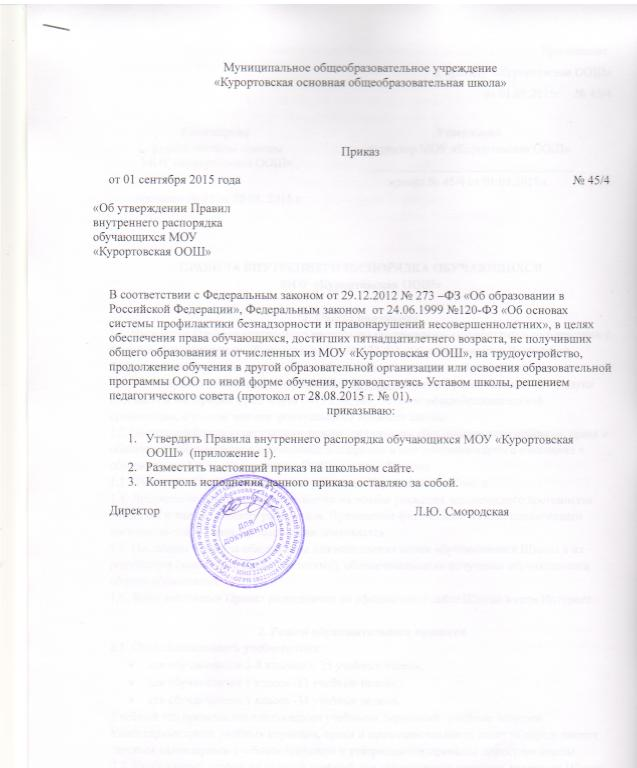 Муниципальное общеобразовательное учреждение
«Курортовская основная общеобразовательная школа»
Приказ
от 01 сентября 2015 года № 45/4
«Об утверждении Правил
внутреннего распорядка
обучающихся МОУ
«Курортовская ООШ»
В соответствии с Федеральным законом от 29.12.2012 № 273 –ФЗ «Об образовании в
Российской Федерации», Федеральным законом от 24.06.1999 №120-ФЗ «Об основах
системы профилактики безнадзорности и правонарушений несовершеннолетних», в целях
обеспечения права обучающихся, достигших пятнадцатилетнего возраста, не получивших
общего образования и отчисленных из МОУ «Курортовская ООШ», на трудоустройство,
продолжение обучения в другой образовательной организации или освоения образовательной
программы ООО по иной форме обучения, руководствуясь Уставом школы, решением
педагогического совета (протокол от 28.08.2015 г. № 01),
приказываю:
1. Утвердить Правила внутреннего распорядка обучающихся МОУ «Курортовская
ООШ» (приложение 1).
2. Разместить настоящий приказ на школьном сайте.
3. Контроль исполнения данного приказа оставляю за собой.
Директор Л.Ю. Смородская
ДЛЯ
ДОКУМЕНТОВ